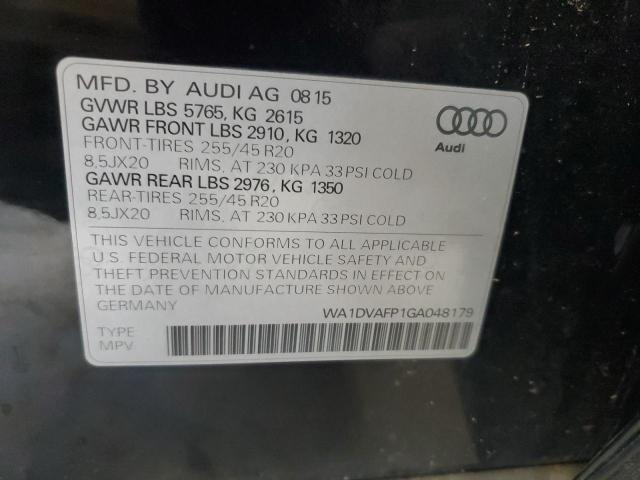 MFD. BY AUDI AG 08 15
GVWR LBS 5765, KG 2615
GAWR FRONT LBS 2910, KG 1320
FRONT-TIRES 255/45 R20
8,5JX20 RIMS, AT 230 KPA 33 PSI COLD
GAWR REAR LBS 2976, KG 1350
REAR-TIRES 255/45 R20
8,5JX20 RIMS, AT 230 KPA 33 PSI COLD
Audi
THIS VEHICLE CONFORMS TO ALL APPLICABLE
U.S. FEDERAL MOTOR VEHICLE SAFETY AND
THEFT PREVENTION STANDARDS IN EFFECT ON
THE DATE OF MANUFACTURE SHOWN ABOVE
GERMANY
WA1DVAFP1GA048179
TYPE
MPV